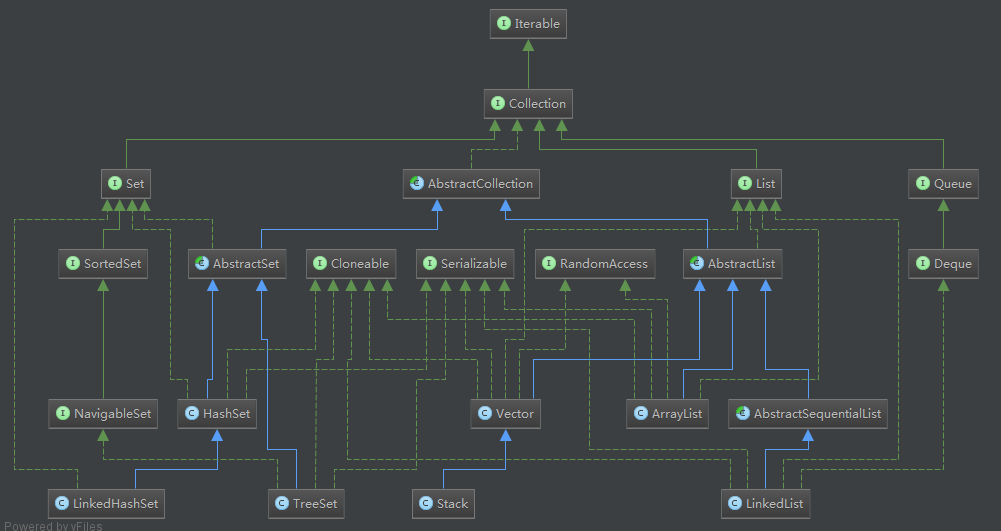 Iterable
Collection
Set
AbstractCollection
List
Queue
SortedSet
AbstractSet
Cloneable
Serializable
RandomAccess
AbstractList
Deque
NavigableSet
HashSet
Vector
ArrayList
AbstractSequentialList
LinkedHashSet
TreeSet
Stack
LinkedList
Powered by yFiles